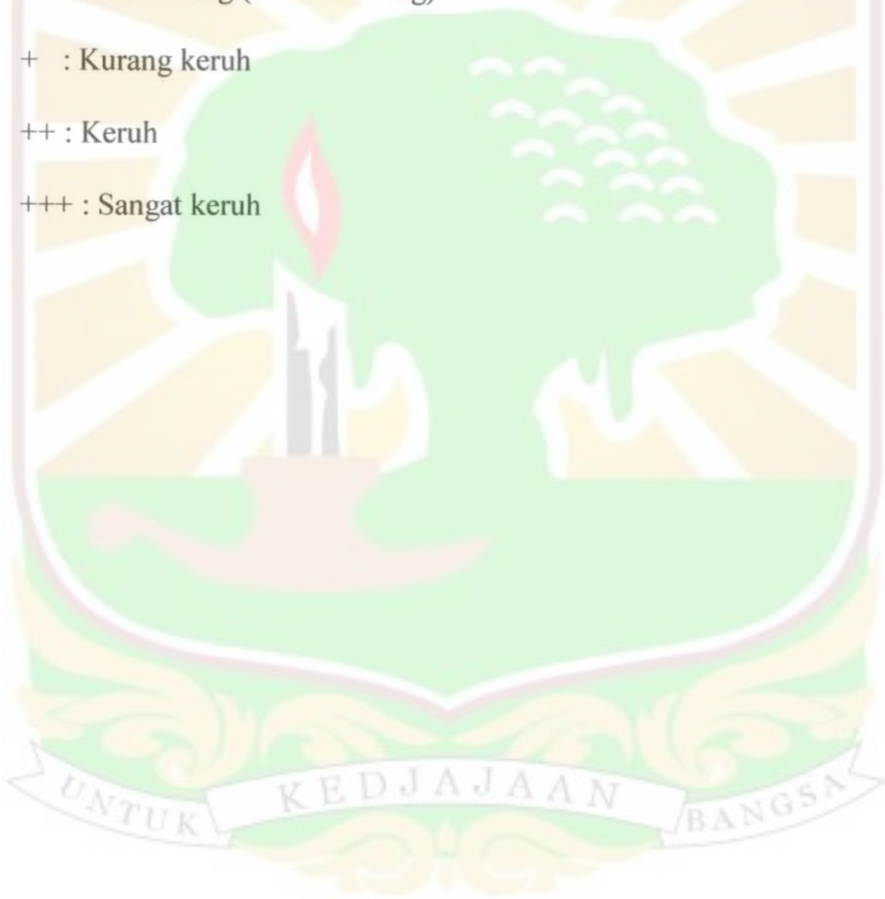 + : Kurang keruh
++ : Keruh
+++ : Sangat keruh
UNTUK KEDJAJAAN BANGSA